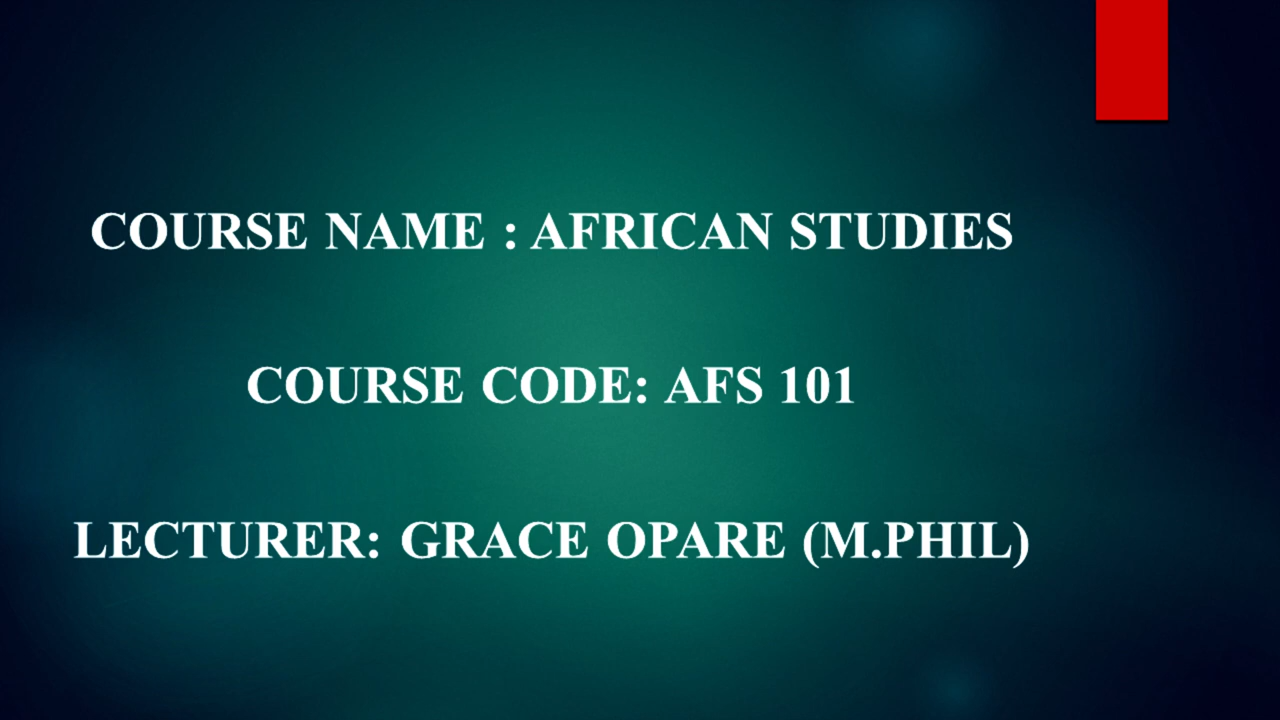 COURSE NAME : AFRICAN STUDIES
COURSE CODE: AFS 101
LECTURER: GRACE OPARE (M.PHIL)